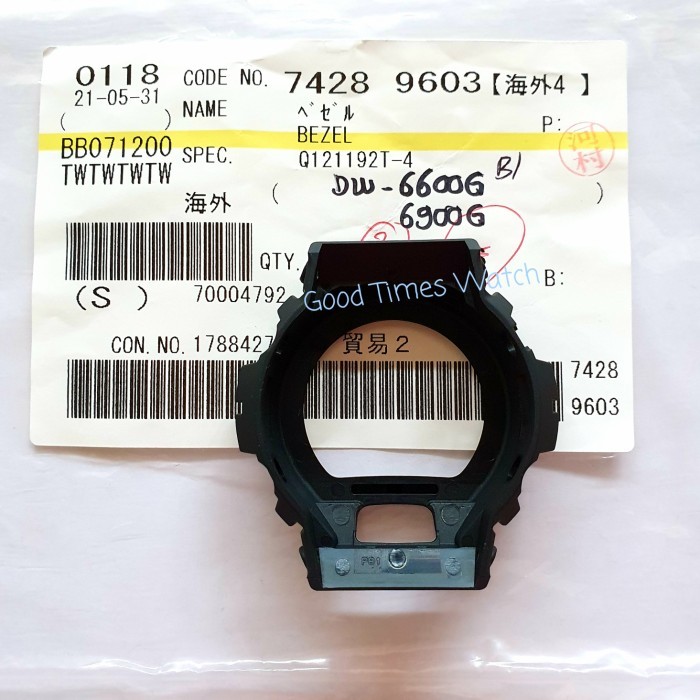 0118 CODE NO. 7428 9603【海外4 】
21-05-31 NAME ﾍﾞｾﾞﾙ P: 河村
( ) BEZEL
BB071200 SPEC. Q121192T-4
TWTWTWTW
海外 ( DW-6600G B/ )
6900G
QTY. B:
Good Times Watch
(S ) 70004792
CON. NO. 1788427 貿易2 7428
9603